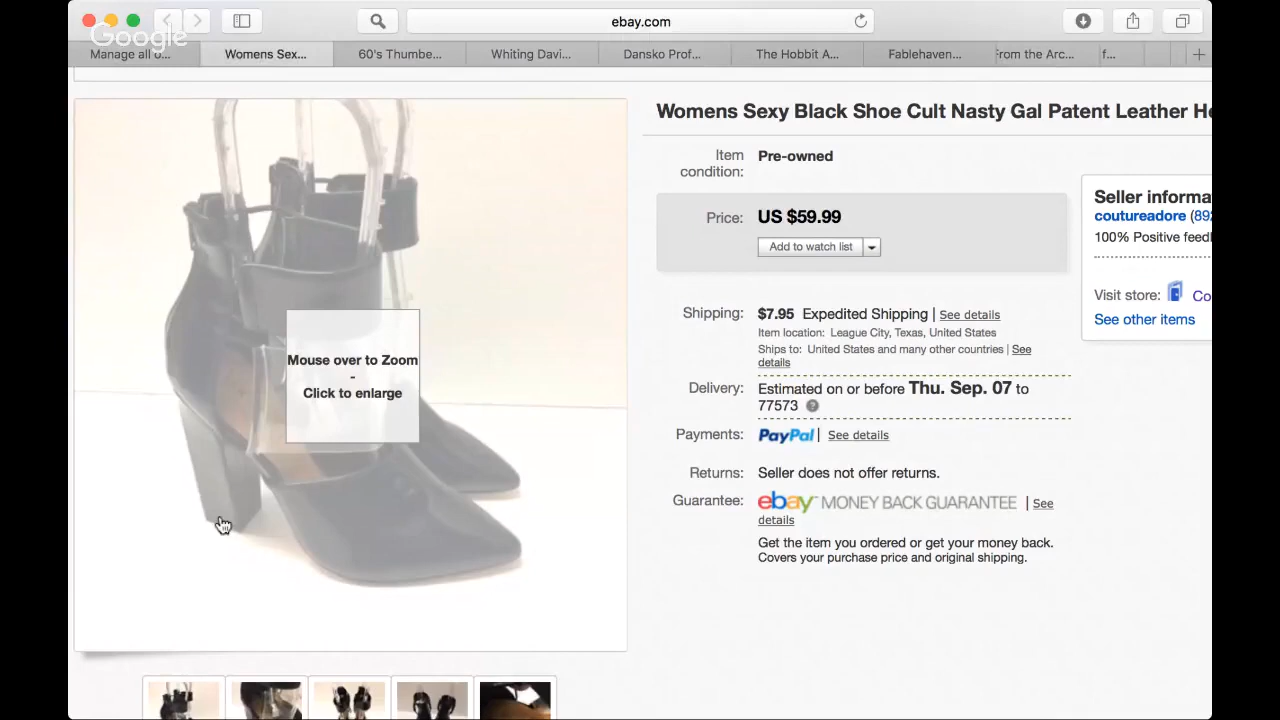 ebay.com
Google
Manage all o...
Womens Sex...
60's Thumbe...
Whiting Davi...
Dansko Prof...
The Hobbit A...
Fablehaven...
From the Arc...
f...
Womens Sexy Black Shoe Cult Nasty Gal Patent Leather He
Item condition: Pre-owned
Price: US $59.99
Add to watch list
Shipping: $7.95 Expedited Shipping | See details
Item location: League City, Texas, United States
Ships to: United States and many other countries | See
details
Delivery: Estimated on or before Thu. Sep. 07 to
77573
Payments: PayPal | See details
Returns: Seller does not offer returns.
Guarantee: ebay MONEY BACK GUARANTEE | See
details
Get the item you ordered or get your money back.
Covers your purchase price and original shipping.
Seller informa
coutureadore (892
100% Positive feed
Visit store: Co
See other items
Mouse over to Zoom
-
Click to enlarge